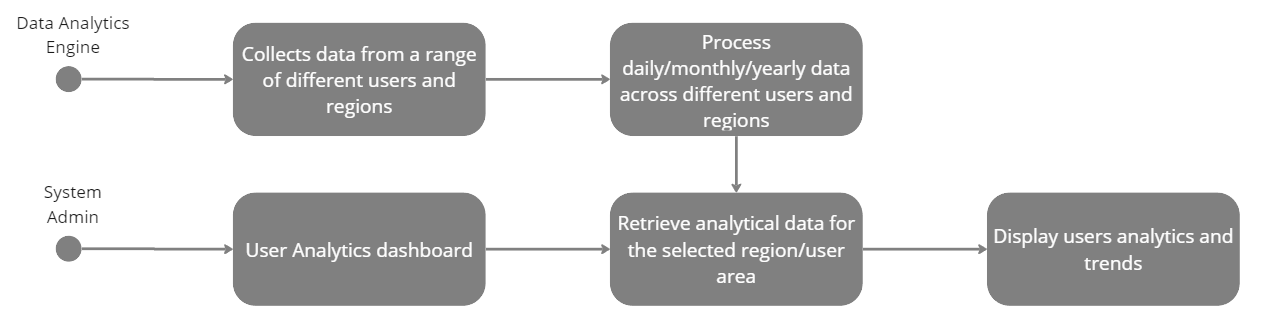 Data Analytics
Engine
Collects data from a range
of different users and
regions
Process
daily/monthly/yearly data
across different users and
regions
System
Admin
User Analytics dashboard
Retrieve analytical data for
the selected region/user
area
Display users analytics and
trends